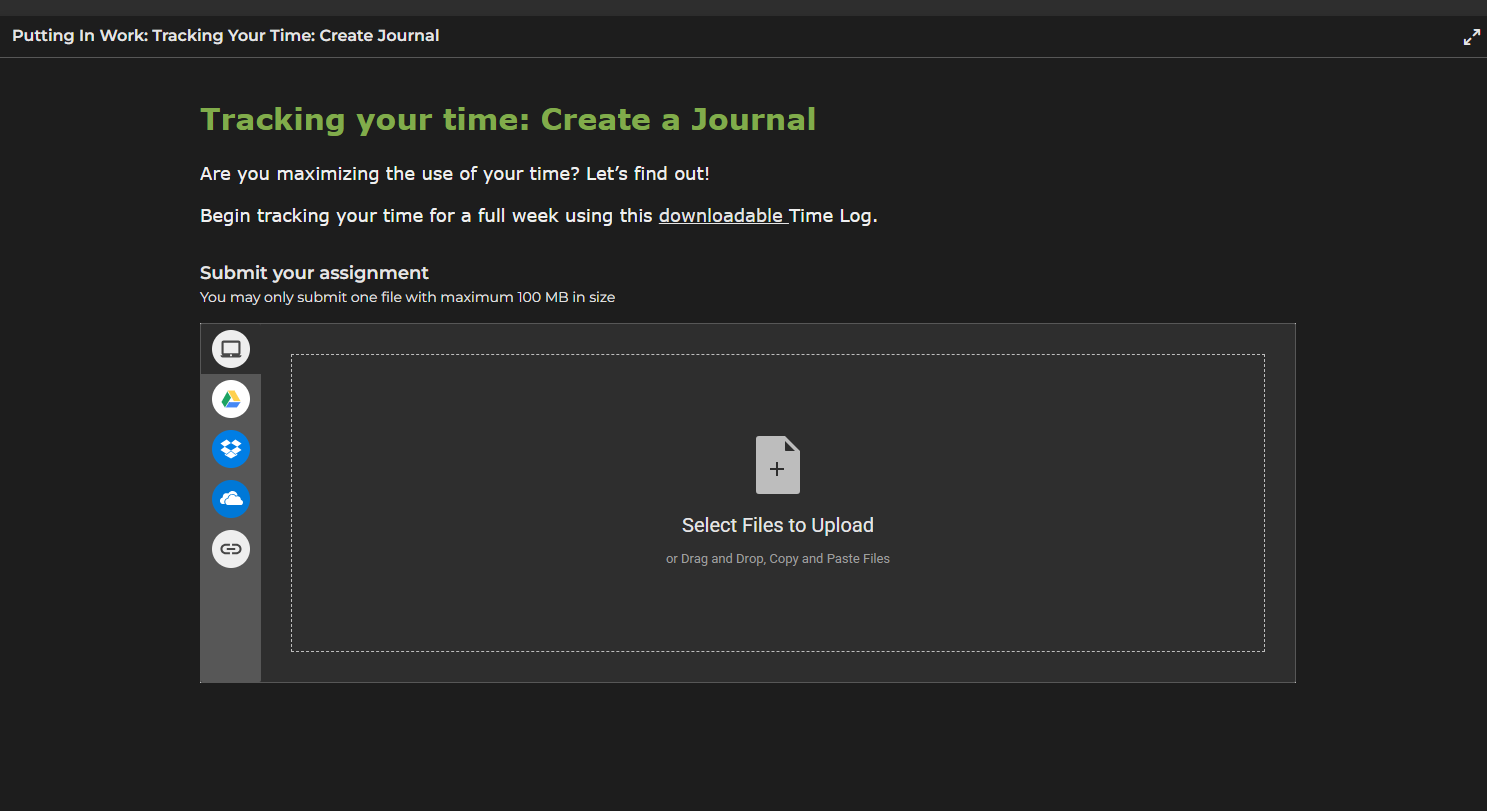 Putting In Work: Tracking Your Time: Create Journal
Tracking your time: Create a Journal
Are you maximizing the use of your time? Let’s find out!
Begin tracking your time for a full week using this downloadable Time Log.
Submit your assignment
You may only submit one file with maximum 100 MB in size
Select Files to Upload
or Drag and Drop, Copy and Paste Files